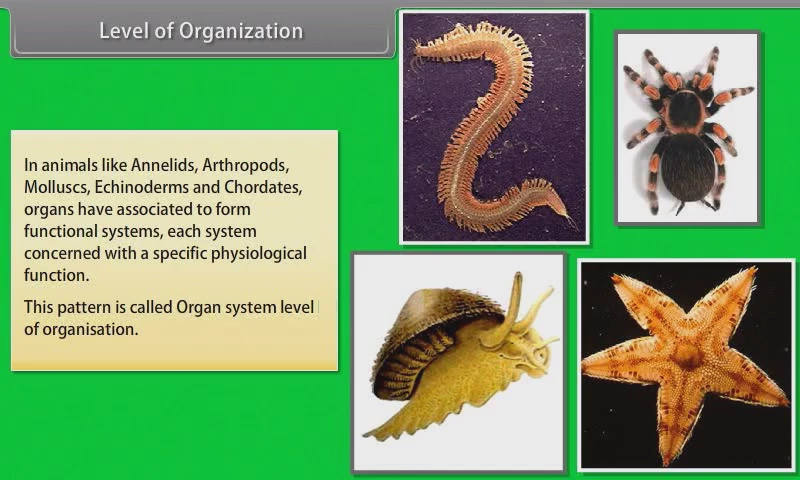 Level of Organization
In animals like Annelids, Arthropods,
Molluscs, Echinoderms and Chordates,
organs have associated to form
functional systems, each system
concerned with a specific physiological
function.
This pattern is called Organ system level
of organisation.